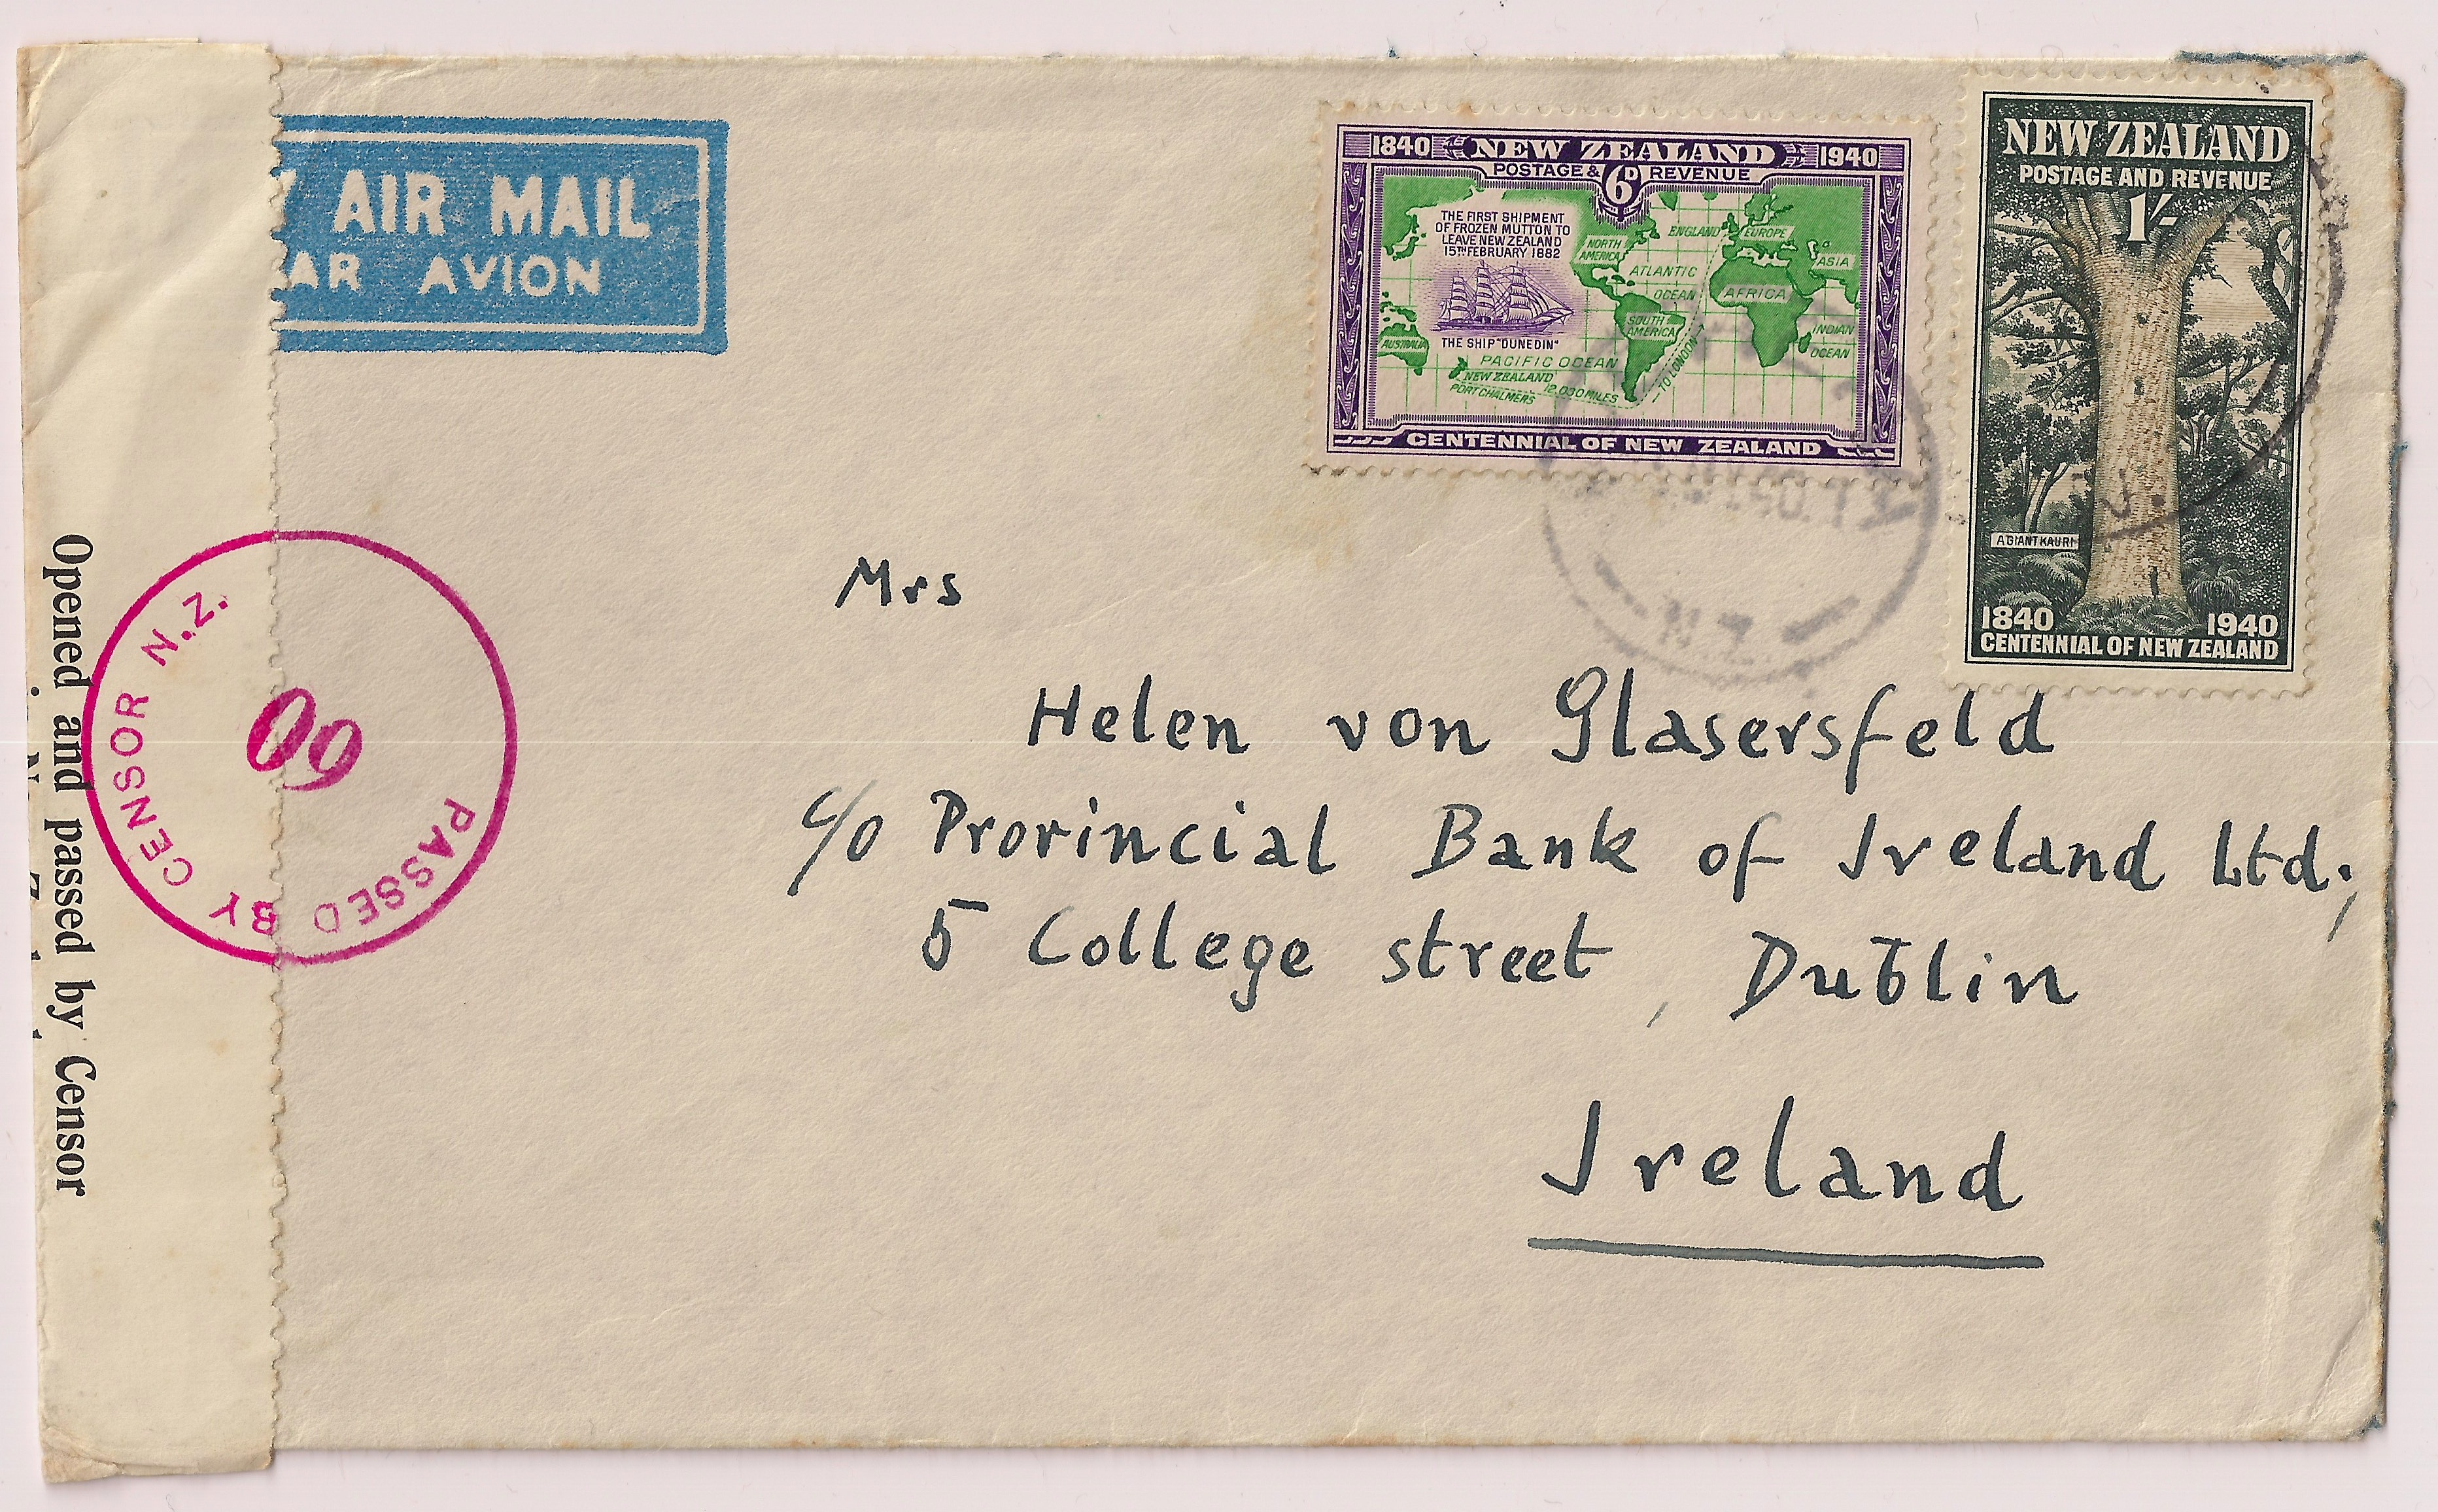 AIR MAIL
AR AVION
1840 NEW ZEALAND 1940
POSTAGE & REVENUE
6D
THE FIRST SHIPMENT
OF FROZEN MUTTON TO
LEAVE NEW ZEALAND
15TH FEBRUARY 1882
THE SHIP "DUNEDIN"
NORTH
AMERICA
ENGLAND
EUROPE
ASIA
ATLANTIC
OCEAN
AFRICA
SOUTH
AMERICA
INDIAN
OCEAN
AUSTRALIA
PACIFIC OCEAN
NEW ZEALAND
PORT CHALMERS
12,000 MILES
TO LONDON
CENTENNIAL OF NEW ZEALAND
NEW ZEALAND
POSTAGE AND REVENUE
1/-
A GIANT KAURI
1840 1940
CENTENNIAL OF NEW ZEALAND
Opened and passed by Censor
PASSED BY CENSOR N.Z.
09
Mrs
Helen von Glasersfeld
c/o Provincial Bank of Ireland Ltd.,
5 College street, Dublin
Ireland